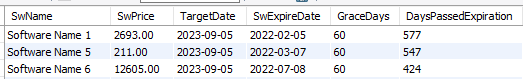 SwName SwPrice TargetDate SwExpireDate GraceDays DaysPassedExpiration
Software Name 1 2693.00 2023-09-05 2022-02-05 60 577
Software Name 5 211.00 2023-09-05 2022-03-07 60 547
Software Name 6 12605.00 2023-09-05 2022-07-08 60 424